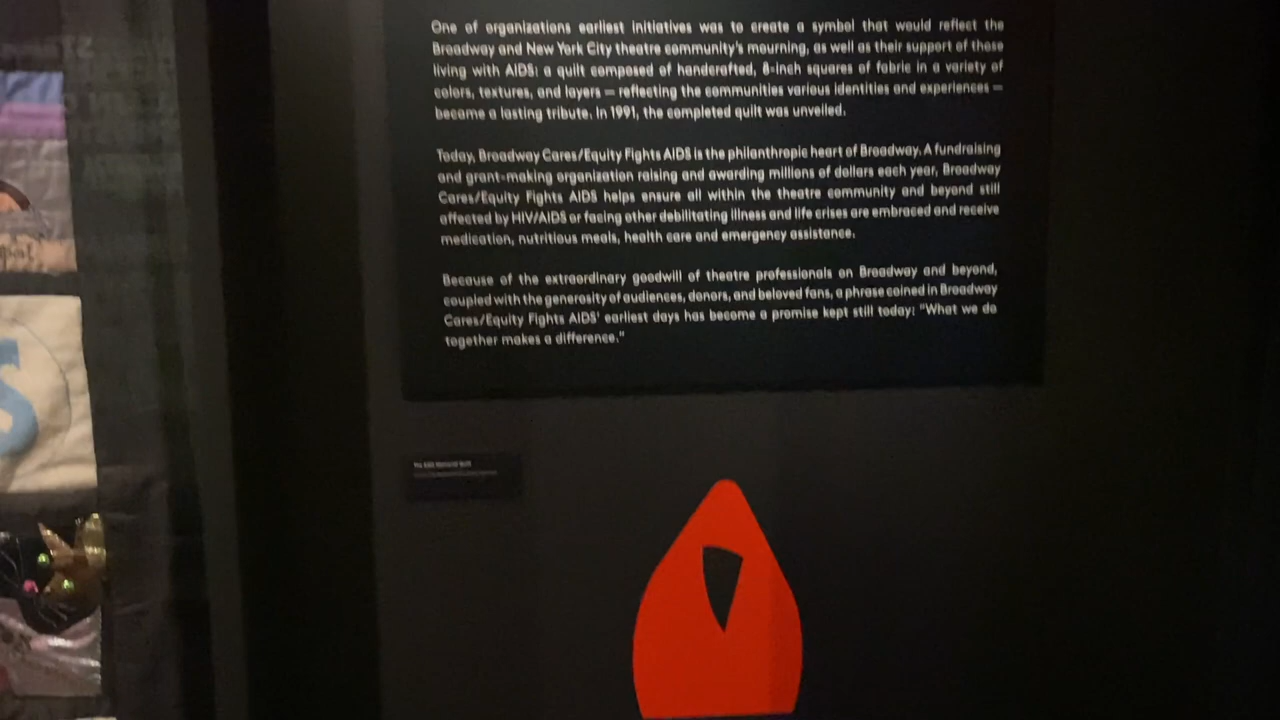 One of organizations earliest initiatives was to create a symbol that would reflect the
Broadway and New York City theatre community's mourning, as well as their support of those
living with AIDS: a quilt composed of handcrafted, 8-inch squares of fabric in a variety of
colors, textures, and layers — reflecting the communities various identities and experiences —
became a lasting tribute. In 1991, the completed quilt was unveiled.
Today, Broadway Cares/Equity Fights AIDS is the philanthropic heart of Broadway. A fundraising
and grant-making organization raising and awarding millions of dollars each year, Broadway
Cares/Equity Fights AIDS helps ensure all within the theatre community and beyond still
affected by HIV/AIDS or facing other debilitating illness and life crises are embraced and receive
medication, nutritious meals, health care and emergency assistance.
Because of the extraordinary goodwill of theatre professionals on Broadway and beyond,
coupled with the generosity of audiences, donors, and beloved fans, a phrase coined in Broadway
Cares/Equity Fights AIDS' earliest days has become a promise kept still today: "What we do
together makes a difference."
S